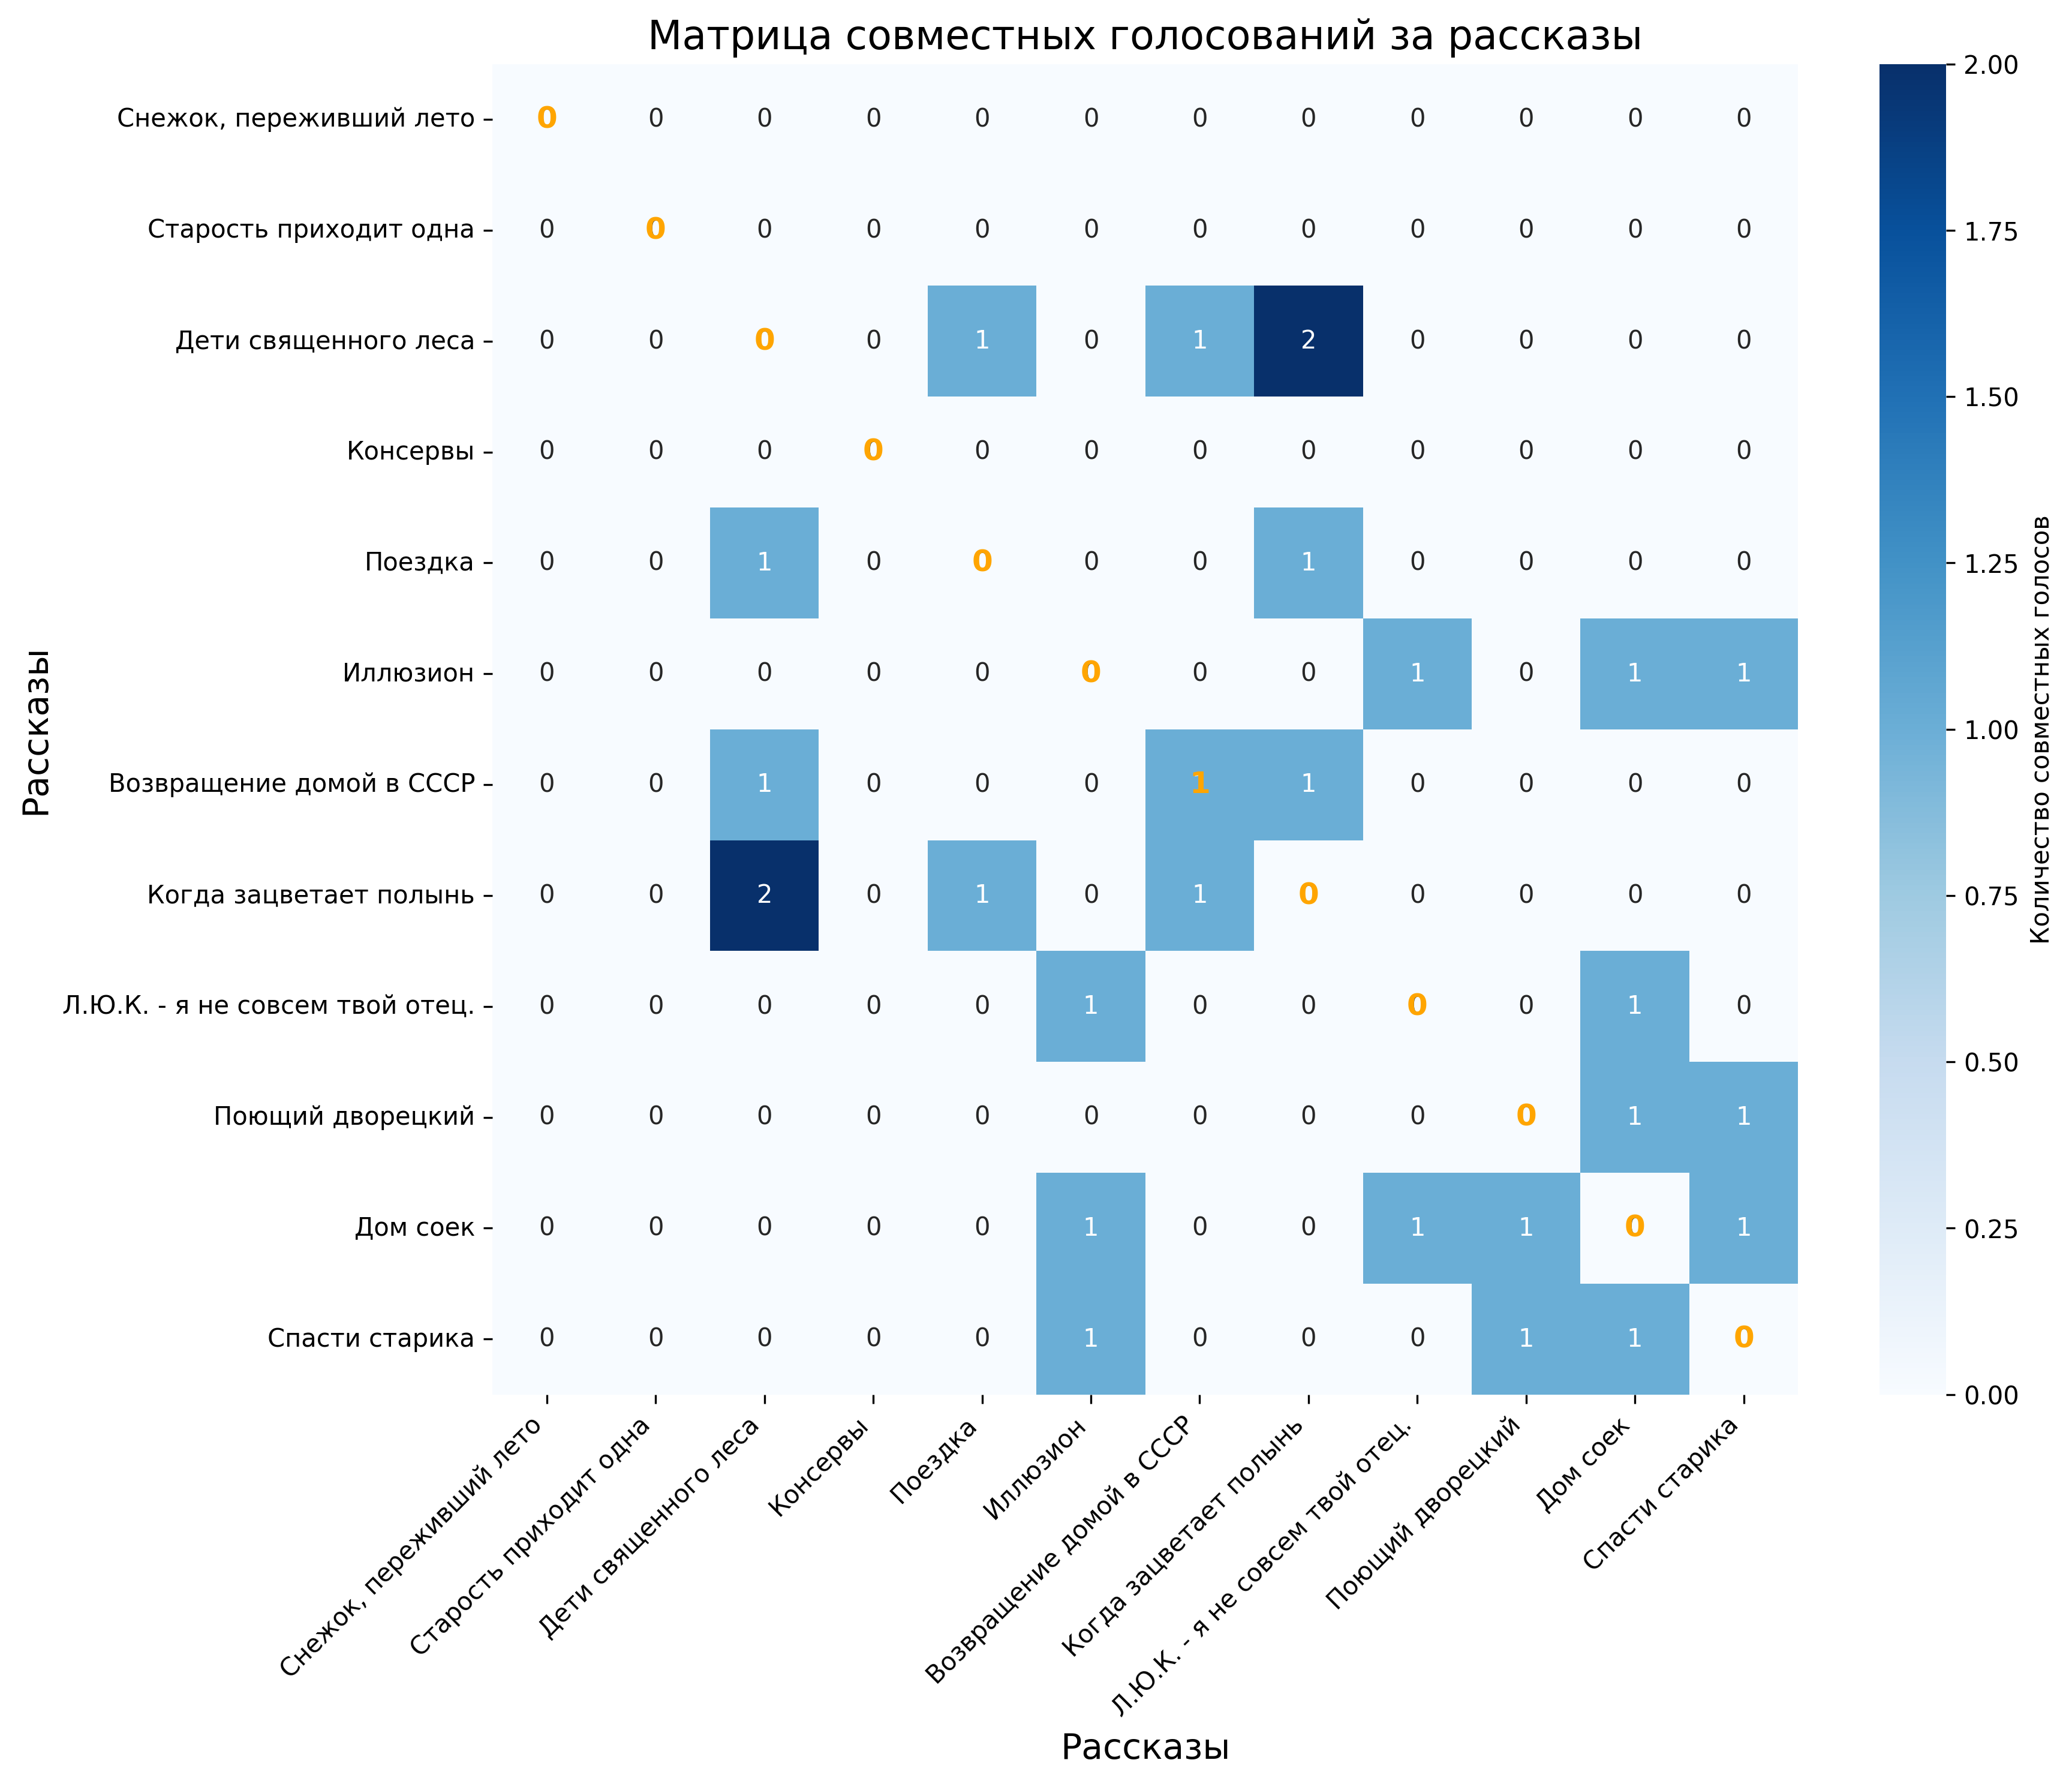 Матрица совместных голосований за рассказы
Снежок, переживший лето 0 0 0 0 0 0 0 0 0 0 0 0
Старость приходит одна 0 0 0 0 0 0 0 0 0 0 0 0
Дети священного леса 0 0 0 0 1 0 1 2 0 0 0 0
Консервы 0 0 0 0 0 0 0 0 0 0 0 0
Поездка 0 0 1 0 0 0 0 1 0 0 0 0
Иллюзион 0 0 0 0 0 0 0 0 1 0 1 1
Возвращение домой в СССР 0 0 1 0 0 0 1 1 0 0 0 0
Когда зацветает полынь 0 0 2 0 1 0 1 0 0 0 0 0
Л.Ю.К. - я не совсем твой отец. 0 0 0 0 0 1 0 0 0 0 1 0
Поющий дворецкий 0 0 0 0 0 0 0 0 0 0 1 1
Дом соек 0 0 0 0 0 1 0 0 1 1 0 1
Спасти старика 0 0 0 0 0 1 0 0 0 1 1 0
Рассказы
Снежок, переживший лето
Старость приходит одна
Дети священного леса
Консервы
Поездка
Иллюзион
Возвращение домой в СССР
Когда зацветает полынь
Л.Ю.К. - я не совсем твой отец.
Поющий дворецкий
Дом соек
Спасти старика
Рассказы
2.00
1.75
1.50
1.25
1.00
0.75
0.50
0.25
0.00
Количество совместных голосов